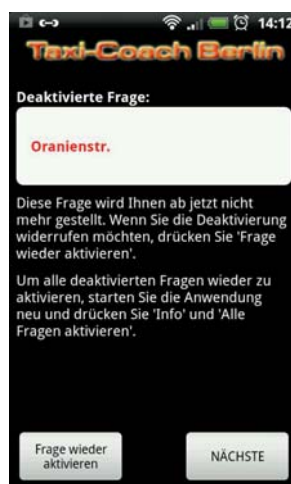 14:12
Taxi-Coach Berlin
Deaktivierte Frage:
Oranienstr.
Diese Frage wird Ihnen ab jetzt nicht
mehr gestellt. Wenn Sie die Deaktivierung
widerrufen möchten, drücken Sie 'Frage
wieder aktivieren'.
Um alle deaktivierten Fragen wieder zu
aktivieren, starten Sie die Anwendung
neu und drücken Sie 'Info' und 'Alle
Fragen aktivieren'.
Frage wieder
aktivieren
NÄCHSTE